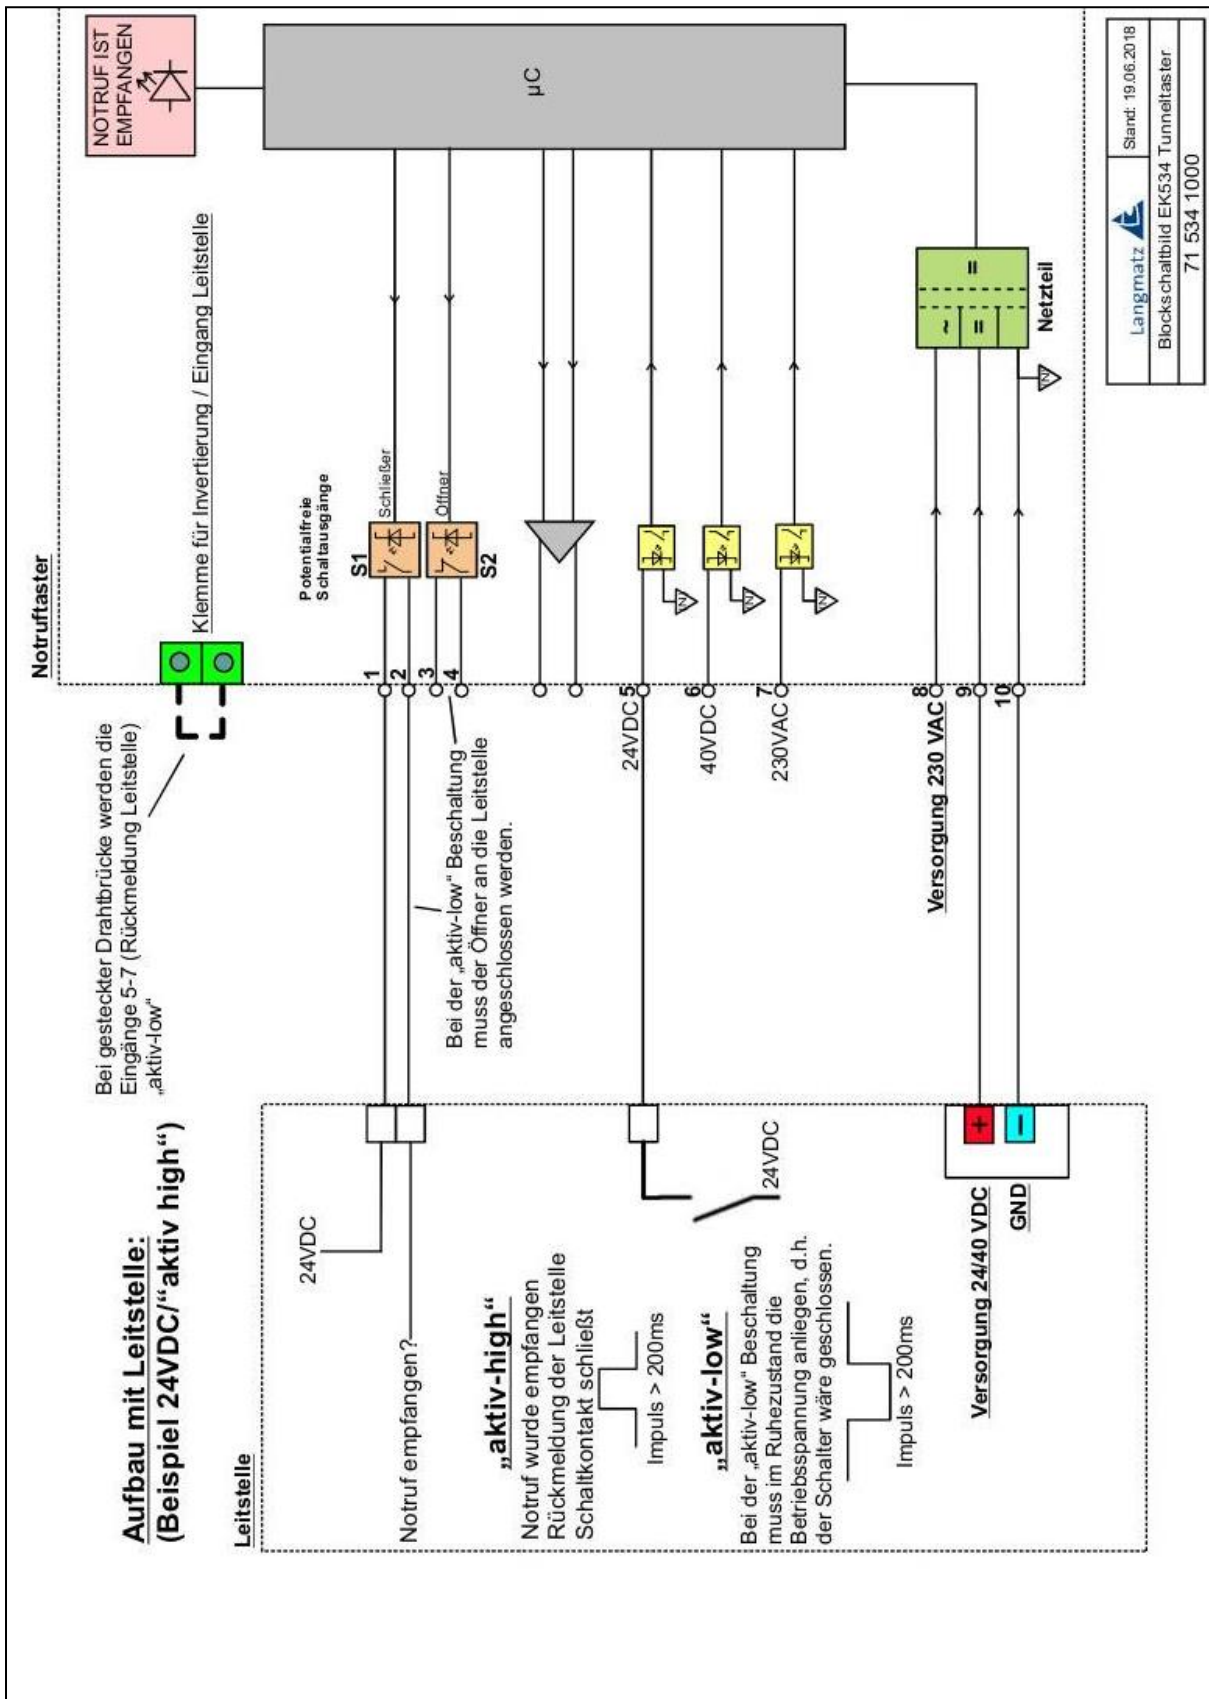 Aufbau mit Leitstelle:
(Beispiel 24VDC/“aktiv high“)
Bei gesteckter Drahtbrücke werden die
Eingänge 5-7 (Rückmeldung Leitstelle)
„aktiv-low“
Notruftaster
Klemme für Invertierung / Eingang Leitstelle
NOTRUF IST
EMPFANGEN
Leitstelle
24VDC
Notruf empfangen?
„aktiv-high“
Notruf wurde empfangen
Rückmeldung der Leitstelle
Schaltkontakt schließt
Impuls > 200ms
„aktiv-low“
Bei der „aktiv-low“ Beschaltung
muss im Ruhezustand die
Betriebsspannung anliegen, d.h.
der Schalter wäre geschlossen.
Impuls > 200ms
24VDC
Versorgung 24/40 VDC
GND
+
−
Bei der „aktiv-low“ Beschaltung
muss der Öffner an die Leitstelle
angeschlossen werden.
1
2
3
4
24VDC 5
40VDC 6
230VAC 7
Versorgung 230 VAC 8
9
10
Potentialfreie
Schaltausgänge
S1
Schließer
S2
Öffner
µC
N
N
N
N
~
=
=
Netzteil
Langmatz
Stand: 19.06.2018
Blockschaltbild EK534 Tunneltaster
71 534 1000